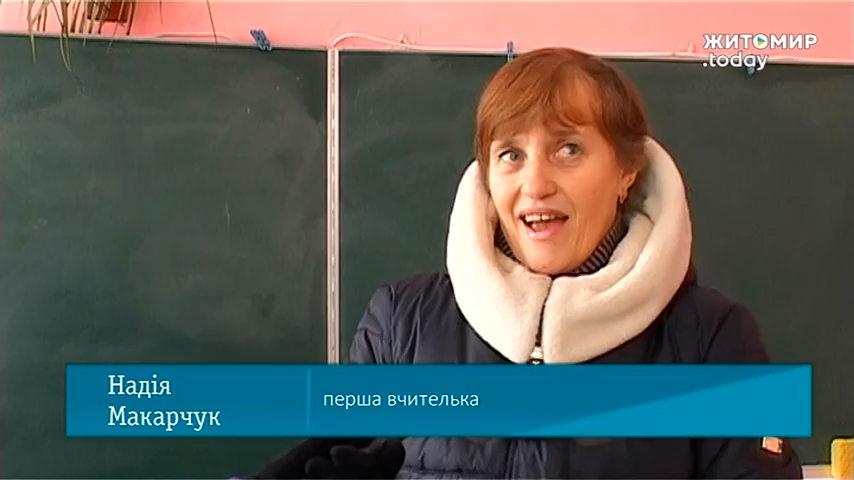 ЖИТОМИР
.today
Надія
Макарчук
перша вчителька